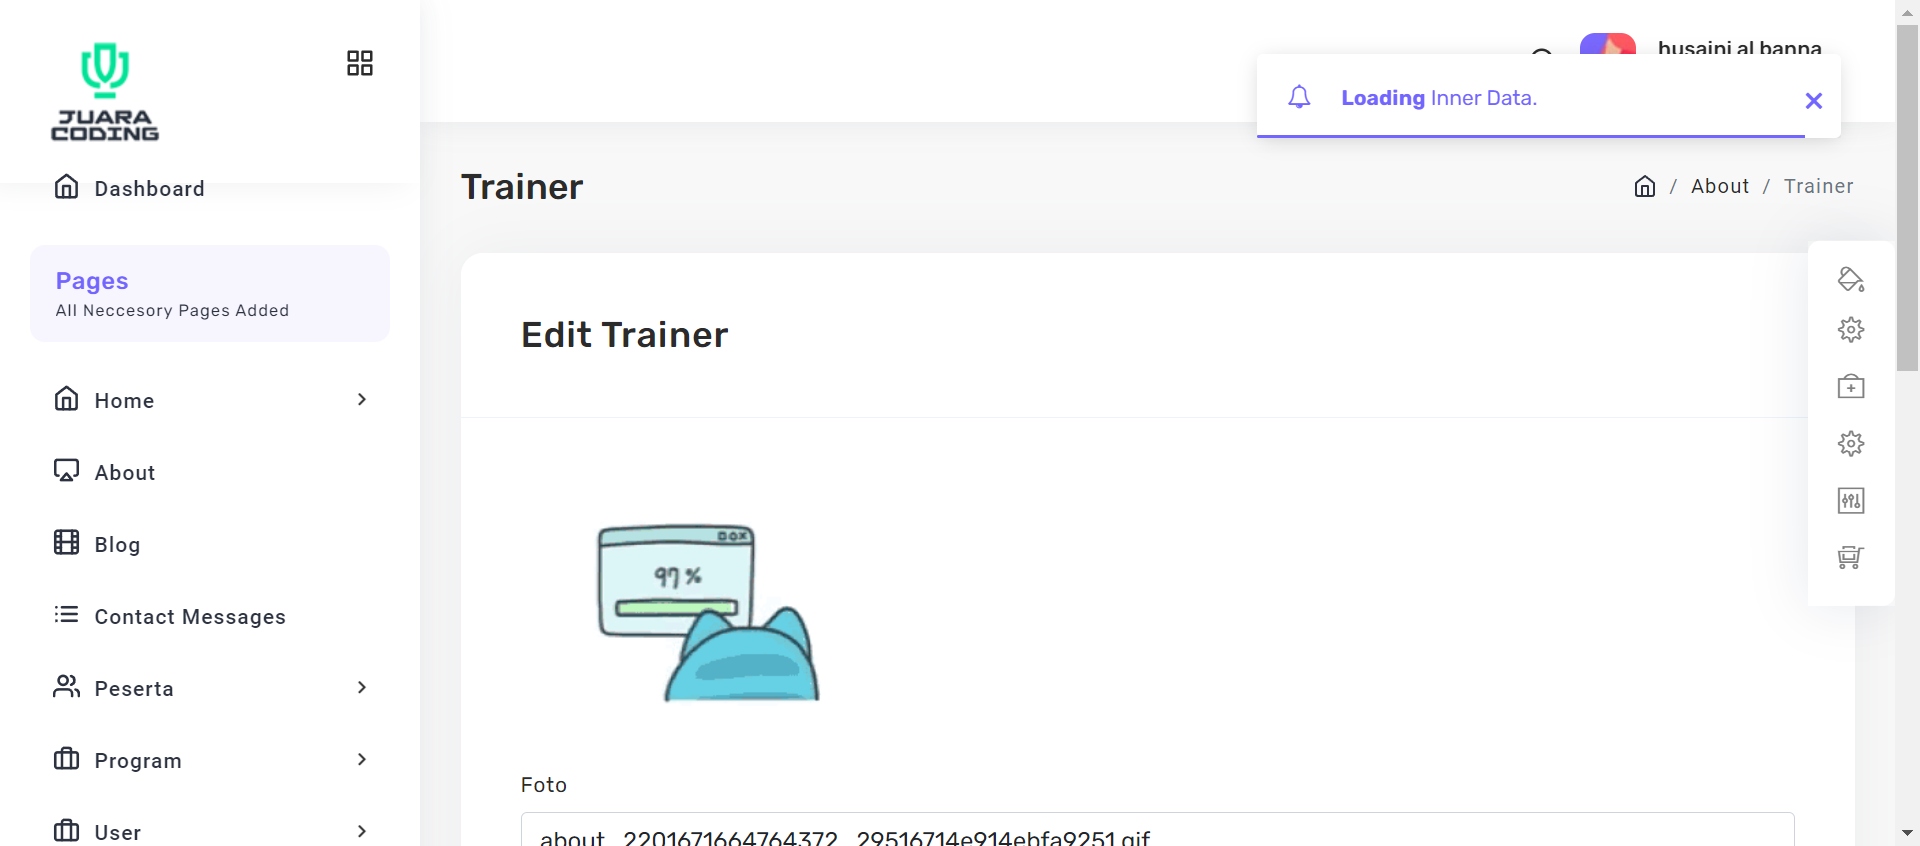 JUARA
CODING
Dashboard
Pages
All Neccesory Pages Added
Home
About
Blog
Contact Messages
Peserta
Program
User
husaini al banna
Loading Inner Data.
Trainer
/ About / Trainer
Edit Trainer
97%
Foto
about_2201671664764372_29516714e914ebfa9251.gif